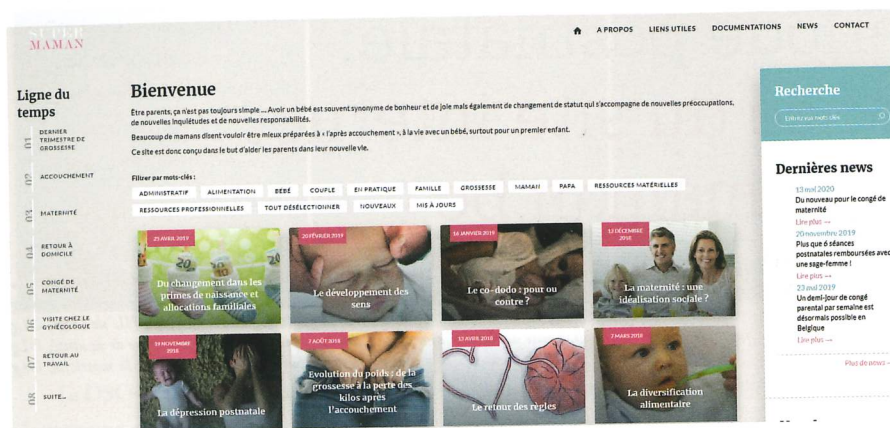 SUPER
MAMAN
A PROPOS
LIENS UTILES
DOCUMENTATIONS
NEWS
CONTACT
Ligne du
temps
01
DERNIER
TRIMESTRE DE
GROSSESSE
02
ACCOUCHEMENT
03
MATERNITÉ
04
RETOUR À
DOMICILE
05
CONGÉ DE
MATERNITÉ
06
VISITE CHEZ LE
GYNÉCOLOGUE
07
RETOUR AU
TRAVAIL
08
SUITE...
Bienvenue
Être parents, ça n'est pas toujours simple ... Avoir un bébé est souvent synonyme de bonheur et de joie mais également de changement de statut qui s'accompagne de nouvelles préoccupations,
de nouvelles inquiétudes et de nouvelles responsabilités.
Beaucoup de mamans disent vouloir être mieux préparées à « l'après accouchement », à la vie avec un bébé, surtout pour un premier enfant.
Ce site est donc conçu dans le but d'aider les parents dans leur nouvelle vie.
Filtrer par mots-clés :
ADMINISTRATIF
ALIMENTATION
BÉBÉ
COUPLE
EN PRATIQUE
FAMILLE
GROSSESSE
MAMAN
PAPA
RESSOURCES MATÉRIELLES
RESSOURCES PROFESSIONNELLES
TOUT DÉSÉLECTIONNER
NOUVEAUX
MIS À JOURS
23 AVRIL 2019
Du changement dans les
primes de naissance et
allocations familiales
20 FÉVRIER 2019
Le développement des
sens
14 JANVIER 2019
Le co-dodo : pour ou
contre ?
13 DÉCEMBRE
2018
La maternité : une
idéalisation sociale ?
19 NOVEMBRE
2018
La dépression postnatale
7 AOÛT 2018
Evolution du poids : de la
grossesse à la perte des
kilos après
l'accouchement
12 AVRIL 2018
Le retour des règles
7 MARS 2018
La diversification
alimentaire
Recherche
Entrez vos mots clés
Dernières news
13 mai 2020
Du nouveau pour le congé de
maternité
Lire plus →
20 novembre 2019
Plus que 6 séances
postnatales remboursées avec
une sage-femme !
Lire plus →
23 mai 2019
Un demi-jour de congé
parental par semaine est
désormais possible en
Belgique
Lire plus →
Plus de news →